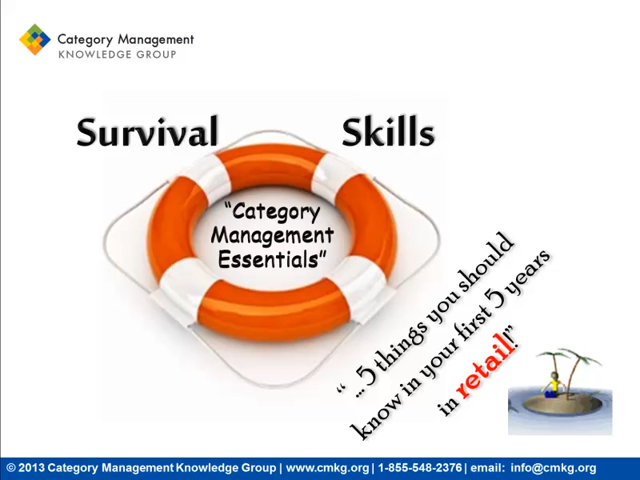 Category Management
KNOWLEDGE GROUP
Survival Skills
“Category
Management
Essentials”
“ ...5 things you should
know in your first 5 years
in retail!”
© 2013 Category Management Knowledge Group | www.cmkg.org | 1-855-548-2376 | email: info@cmkg.org